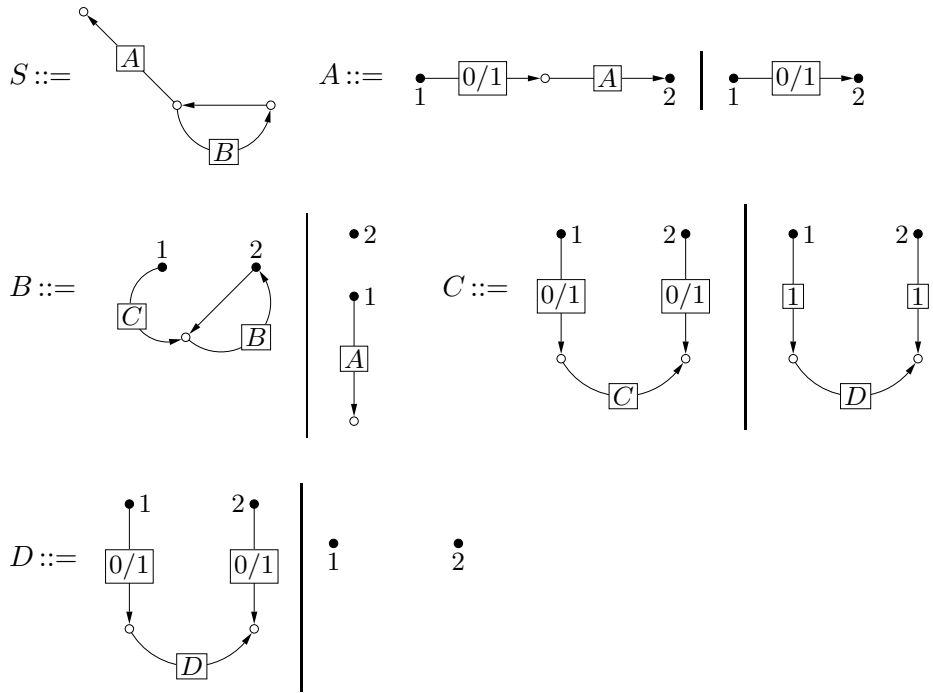 S ::= A B A ::= 0/1 A 1 2 0/1 1 2
B ::= 1 2 C B 2 1 A C ::= 1 2 0/1 0/1 C 1 2 1 1 D
D ::= 1 2 0/1 0/1 D 1 2